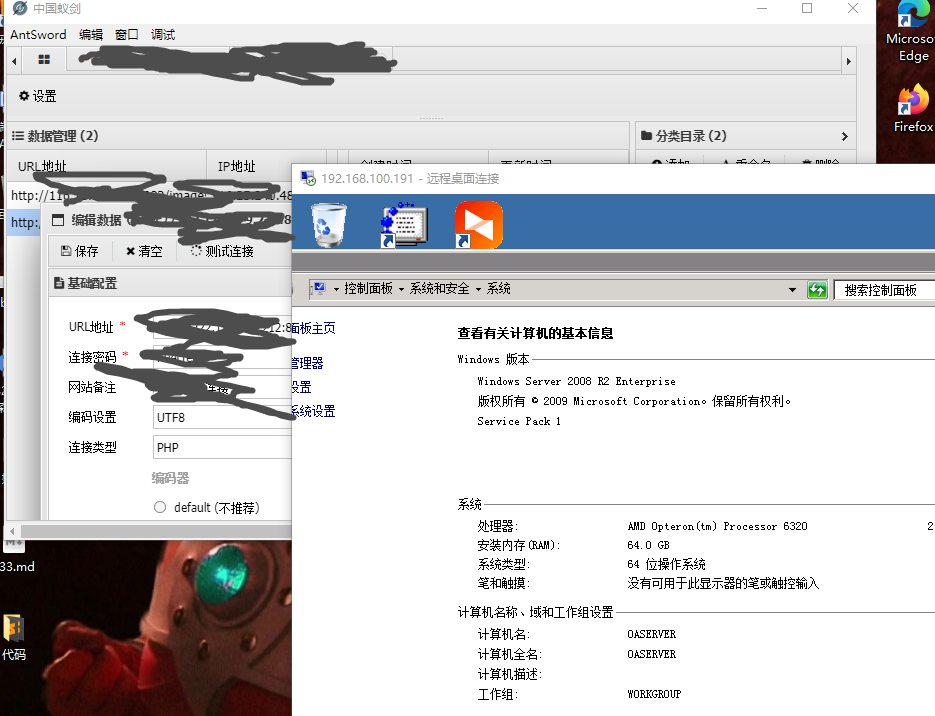 中国蚁剑
AntSword 编辑 窗口 调试
设置
数据管理 (2)
分类目录 (2)
URL地址
IP地址
创建时间
更新时间
添加
重命名
删除
http://11
http:
编辑数据
保存
清空
测试连接
基础配置
URL地址 *
连接密码 *
网站备注
编码设置
UTF8
连接类型
PHP
编码器
default (不推荐)
Microso
Edge
Firefox
33.md
代码
192.168.100.191 - 远程桌面连接
控制面板
系统和安全
系统
搜索控制面板
面板主页
管理器
设置
系统设置
查看有关计算机的基本信息
Windows 版本
Windows Server 2008 R2 Enterprise
版权所有 © 2009 Microsoft Corporation。保留所有权利。
Service Pack 1
系统
处理器: AMD Opteron(tm) Processor 6320 2
安装内存(RAM): 64.0 GB
系统类型: 64 位操作系统
笔和触摸: 没有可用于此显示器的笔或触控输入
计算机名称、域和工作组设置
计算机名: OASERVER
计算机全名: OASERVER
计算机描述:
工作组: WORKGROUP